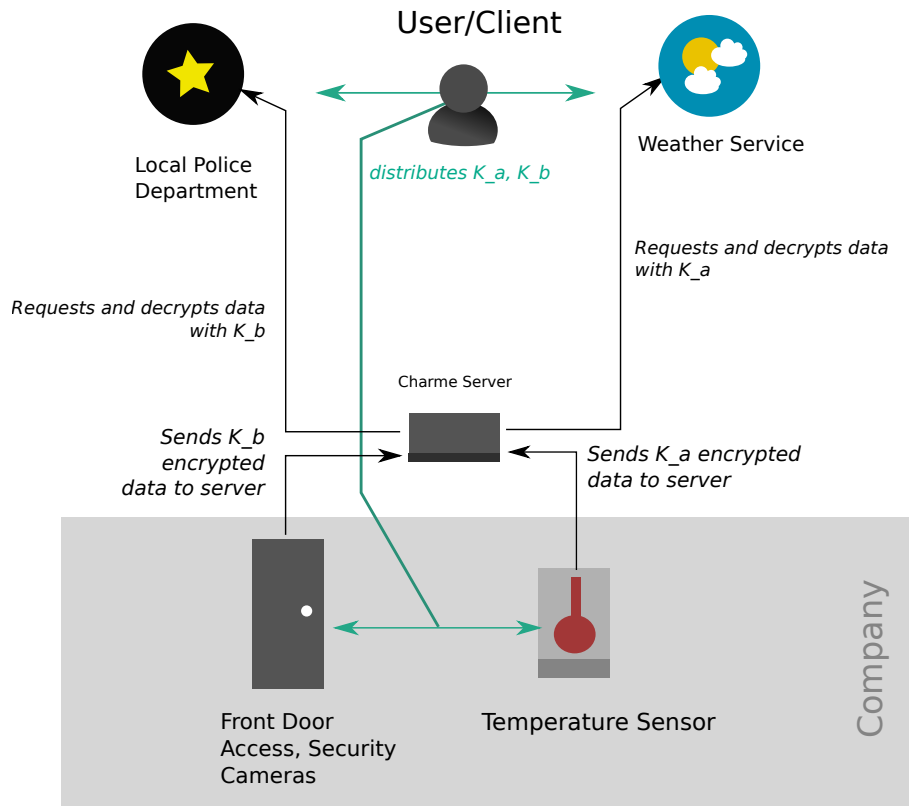 User/Client
Local Police
Department
Weather Service
distributes K_a, K_b
Requests and decrypts data
with K_a
Requests and decrypts data
with K_b
Charme Server
Sends K_b
encrypted
data to server
Sends K_a encrypted
data to server
Company
Front Door
Access, Security
Cameras
Temperature Sensor